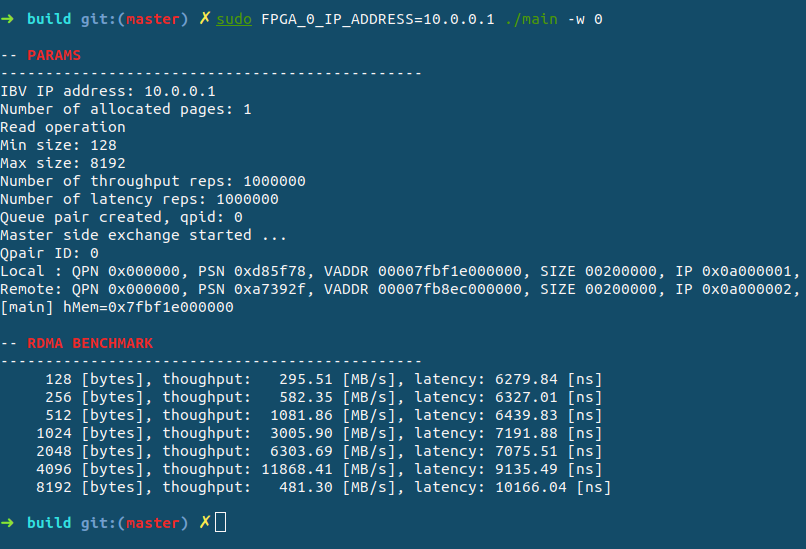 ➜  build git:(master) ✗ sudo FPGA_0_IP_ADDRESS=10.0.0.1 ./main -w 0
-- PARAMS
-----------------------------------------------
IBV IP address: 10.0.0.1
Number of allocated pages: 1
Read operation
Min size: 128
Max size: 8192
Number of throughput reps: 1000000
Number of latency reps: 1000000
Queue pair created, qpid: 0
Master side exchange started ...
Qpair ID: 0
Local : QPN 0x000000, PSN 0xd85f78, VADDR 00007fbf1e000000, SIZE 00200000, IP 0x0a000001,
Remote: QPN 0x000000, PSN 0xa7392f, VADDR 00007fb8ec000000, SIZE 00200000, IP 0x0a000002,
[main] hMem=0x7fbf1e000000
-- RDMA BENCHMARK
-----------------------------------------------
     128 [bytes], thoughput:   295.51 [MB/s], latency: 6279.84 [ns]
     256 [bytes], thoughput:   582.35 [MB/s], latency: 6327.01 [ns]
     512 [bytes], thoughput:  1081.86 [MB/s], latency: 6439.83 [ns]
    1024 [bytes], thoughput:  3005.90 [MB/s], latency: 7191.88 [ns]
    2048 [bytes], thoughput:  6303.69 [MB/s], latency: 7075.51 [ns]
    4096 [bytes], thoughput: 11868.41 [MB/s], latency: 9135.49 [ns]
    8192 [bytes], thoughput:   481.30 [MB/s], latency: 10166.04 [ns]
➜  build git:(master) ✗